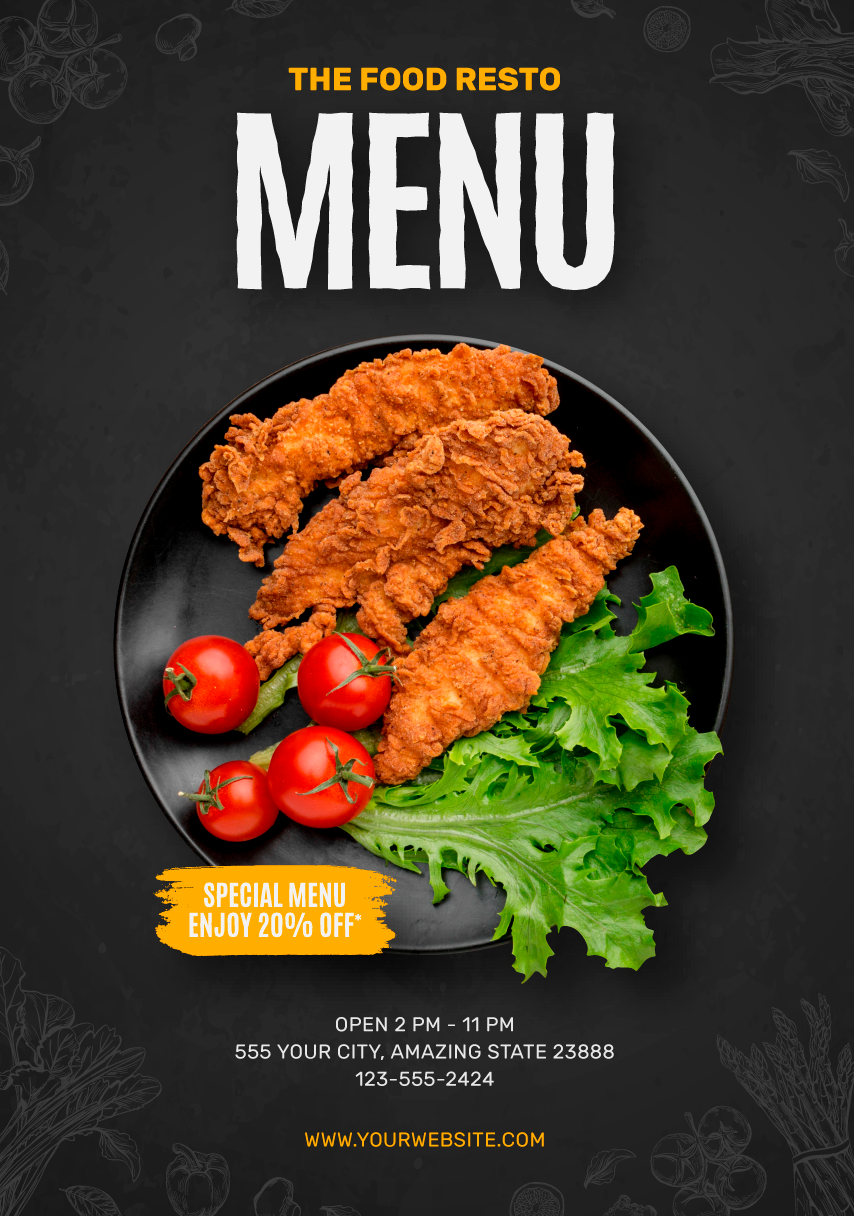 THE FOOD RESTO
MENU
SPECIAL MENU
ENJOY 20% OFF*
OPEN 2 PM - 11 PM
555 YOUR CITY, AMAZING STATE 23888
123-555-2424
WWW.YOURWEBSITE.COM